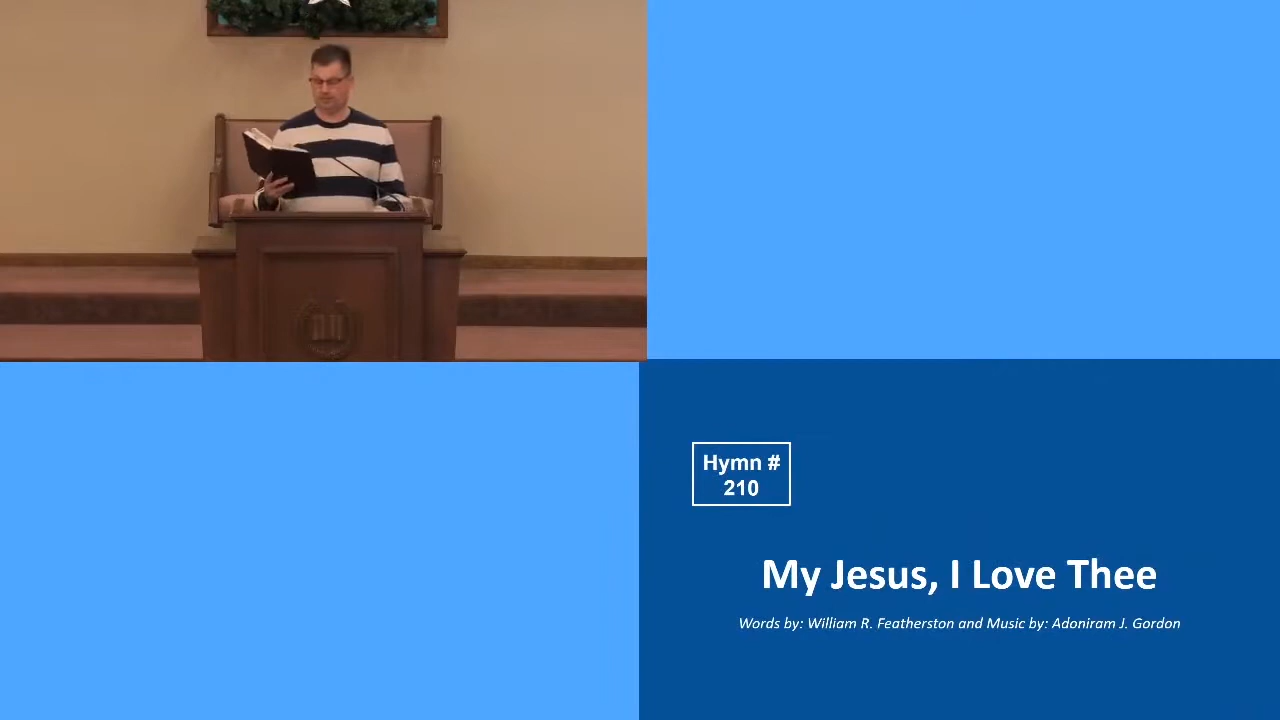 Hymn #
210
My Jesus, I Love Thee
Words by: William R. Featherston and Music by: Adoniram J. Gordon